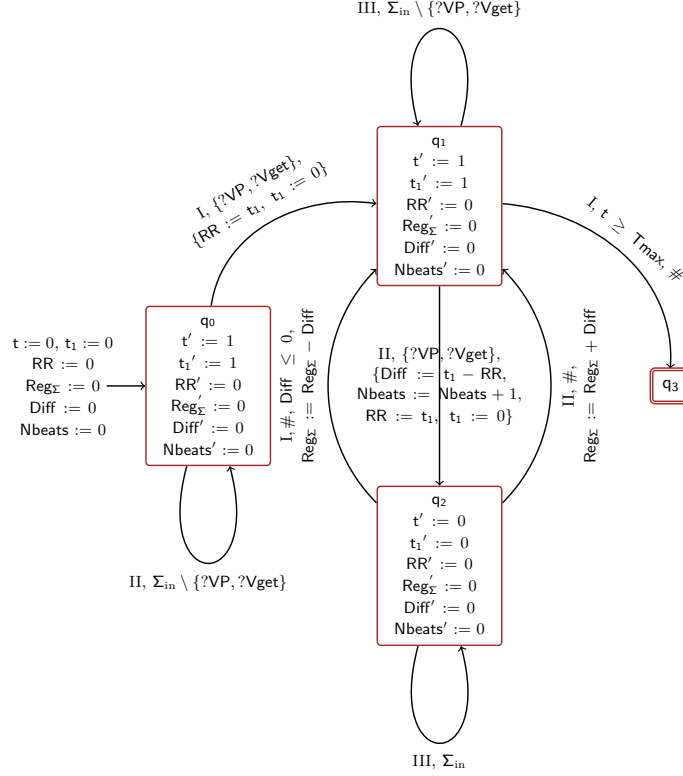 III, Σin \ {?VP, ?Vget}
q1
t′ := 1
t1′ := 1
RR′ := 0
Reg′Σ := 0
Diff′ := 0
Nbeats′ := 0
I, {?VP, ?Vget},
{RR := t1, t1 := 0}
I, t ≥ Tmax, #
q0
t′ := 1
t1′ := 1
RR′ := 0
Reg′Σ := 0
Diff′ := 0
Nbeats′ := 0
t := 0, t1 := 0
RR := 0
RegΣ := 0
Diff := 0
Nbeats := 0
I, #, Diff ≤ 0,
RegΣ := RegΣ − Diff
II, {?VP, ?Vget},
{Diff := t1 − RR,
Nbeats := Nbeats + 1,
RR := t1, t1 := 0}
II, #,
RegΣ := RegΣ + Diff
q3
II, Σin \ {?VP, ?Vget}
q2
t′ := 0
t1′ := 0
RR′ := 0
Reg′Σ := 0
Diff′ := 0
Nbeats′ := 0
III, Σin